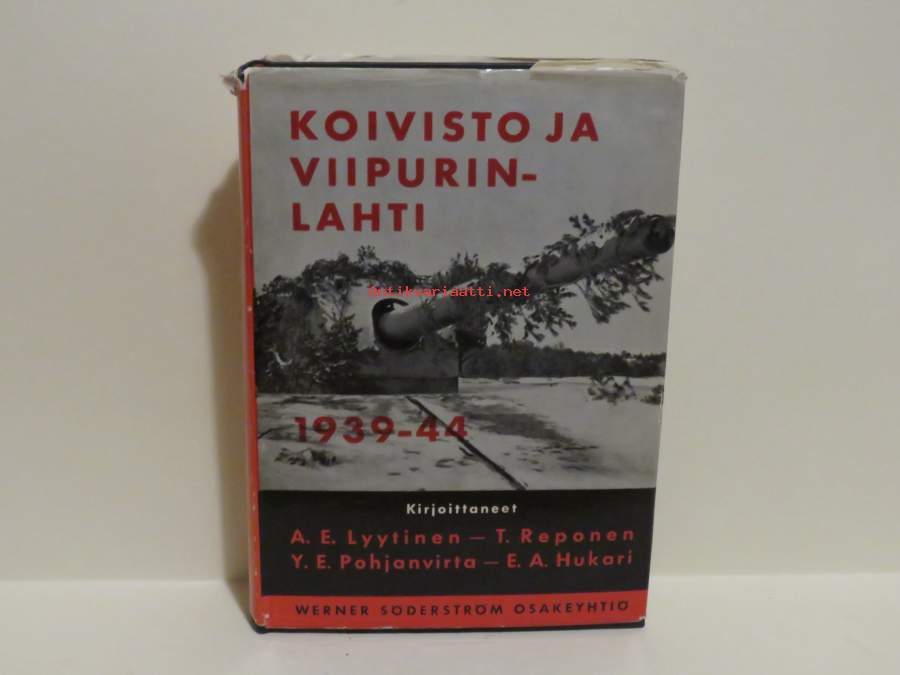 KOIVISTO JA
VIIPURIN-
LAHTI
antikvariaatti.net
1939-44
Kirjoittaneet
A. E. Lyytinen — T. Reponen
Y. E. Pohjanvirta — E. A. Hukari
WERNER SÖDERSTRÖM OSAKEYHTIÖ